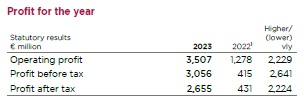 Profit for the year
Higher/
Statutory results (lower)
€ million 2023 2022¹ vly
Operating profit 3,507 1,278 2,229
Profit before tax 3,056 415 2,641
Profit after tax 2,655 431 2,224